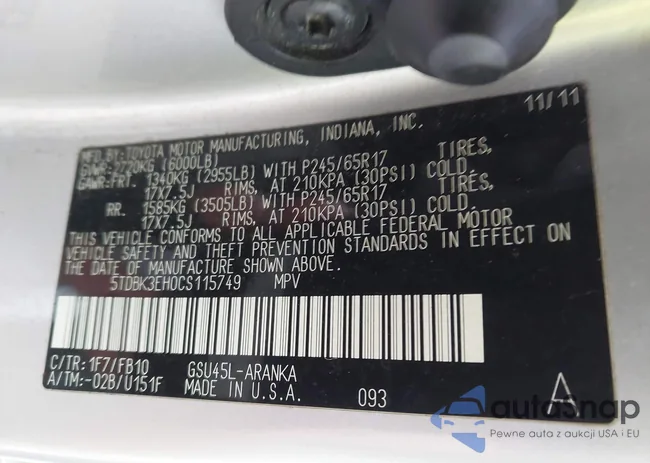 11/11
MFD.BY:TOYOTA MOTOR MANUFACTURING, INDIANA, INC.
GVWR:2720KG (6000LB)
GAWR:FRT. 1340KG (2955LB) WITH P245/65R17 TIRES,
17X7.5J RIMS, AT 210KPA (30PSI) COLD.
RR. 1585KG (3505LB) WITH P245/65R17 TIRES,
17X7.5J RIMS, AT 210KPA (30PSI) COLD.
THIS VEHICLE CONFORMS TO ALL APPLICABLE FEDERAL MOTOR
VEHICLE SAFETY AND THEFT PREVENTION STANDARDS IN EFFECT ON
THE DATE OF MANUFACTURE SHOWN ABOVE.
5TDBK3EH0CS115749 MPV
C/TR:1F7/FB10 GSU45L-ARANKA
A/TM:-02B/U151F MADE IN U.S.A. 093 A
autoSnap
Pewne auta z aukcji USA i EU